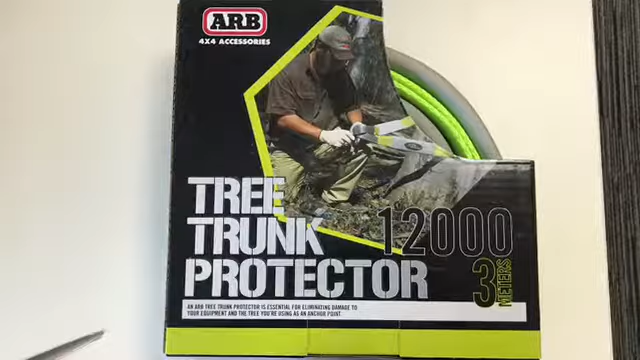 ARB
4X4 ACCESSORIES
TREE
TRUNK
PROTECTOR
12000
3 METERS
AN ARB TREE TRUNK PROTECTOR IS ESSENTIAL FOR ELIMINATING DAMAGE TO
YOUR EQUIPMENT AND THE TREE YOU'RE USING AS AN ANCHOR POINT